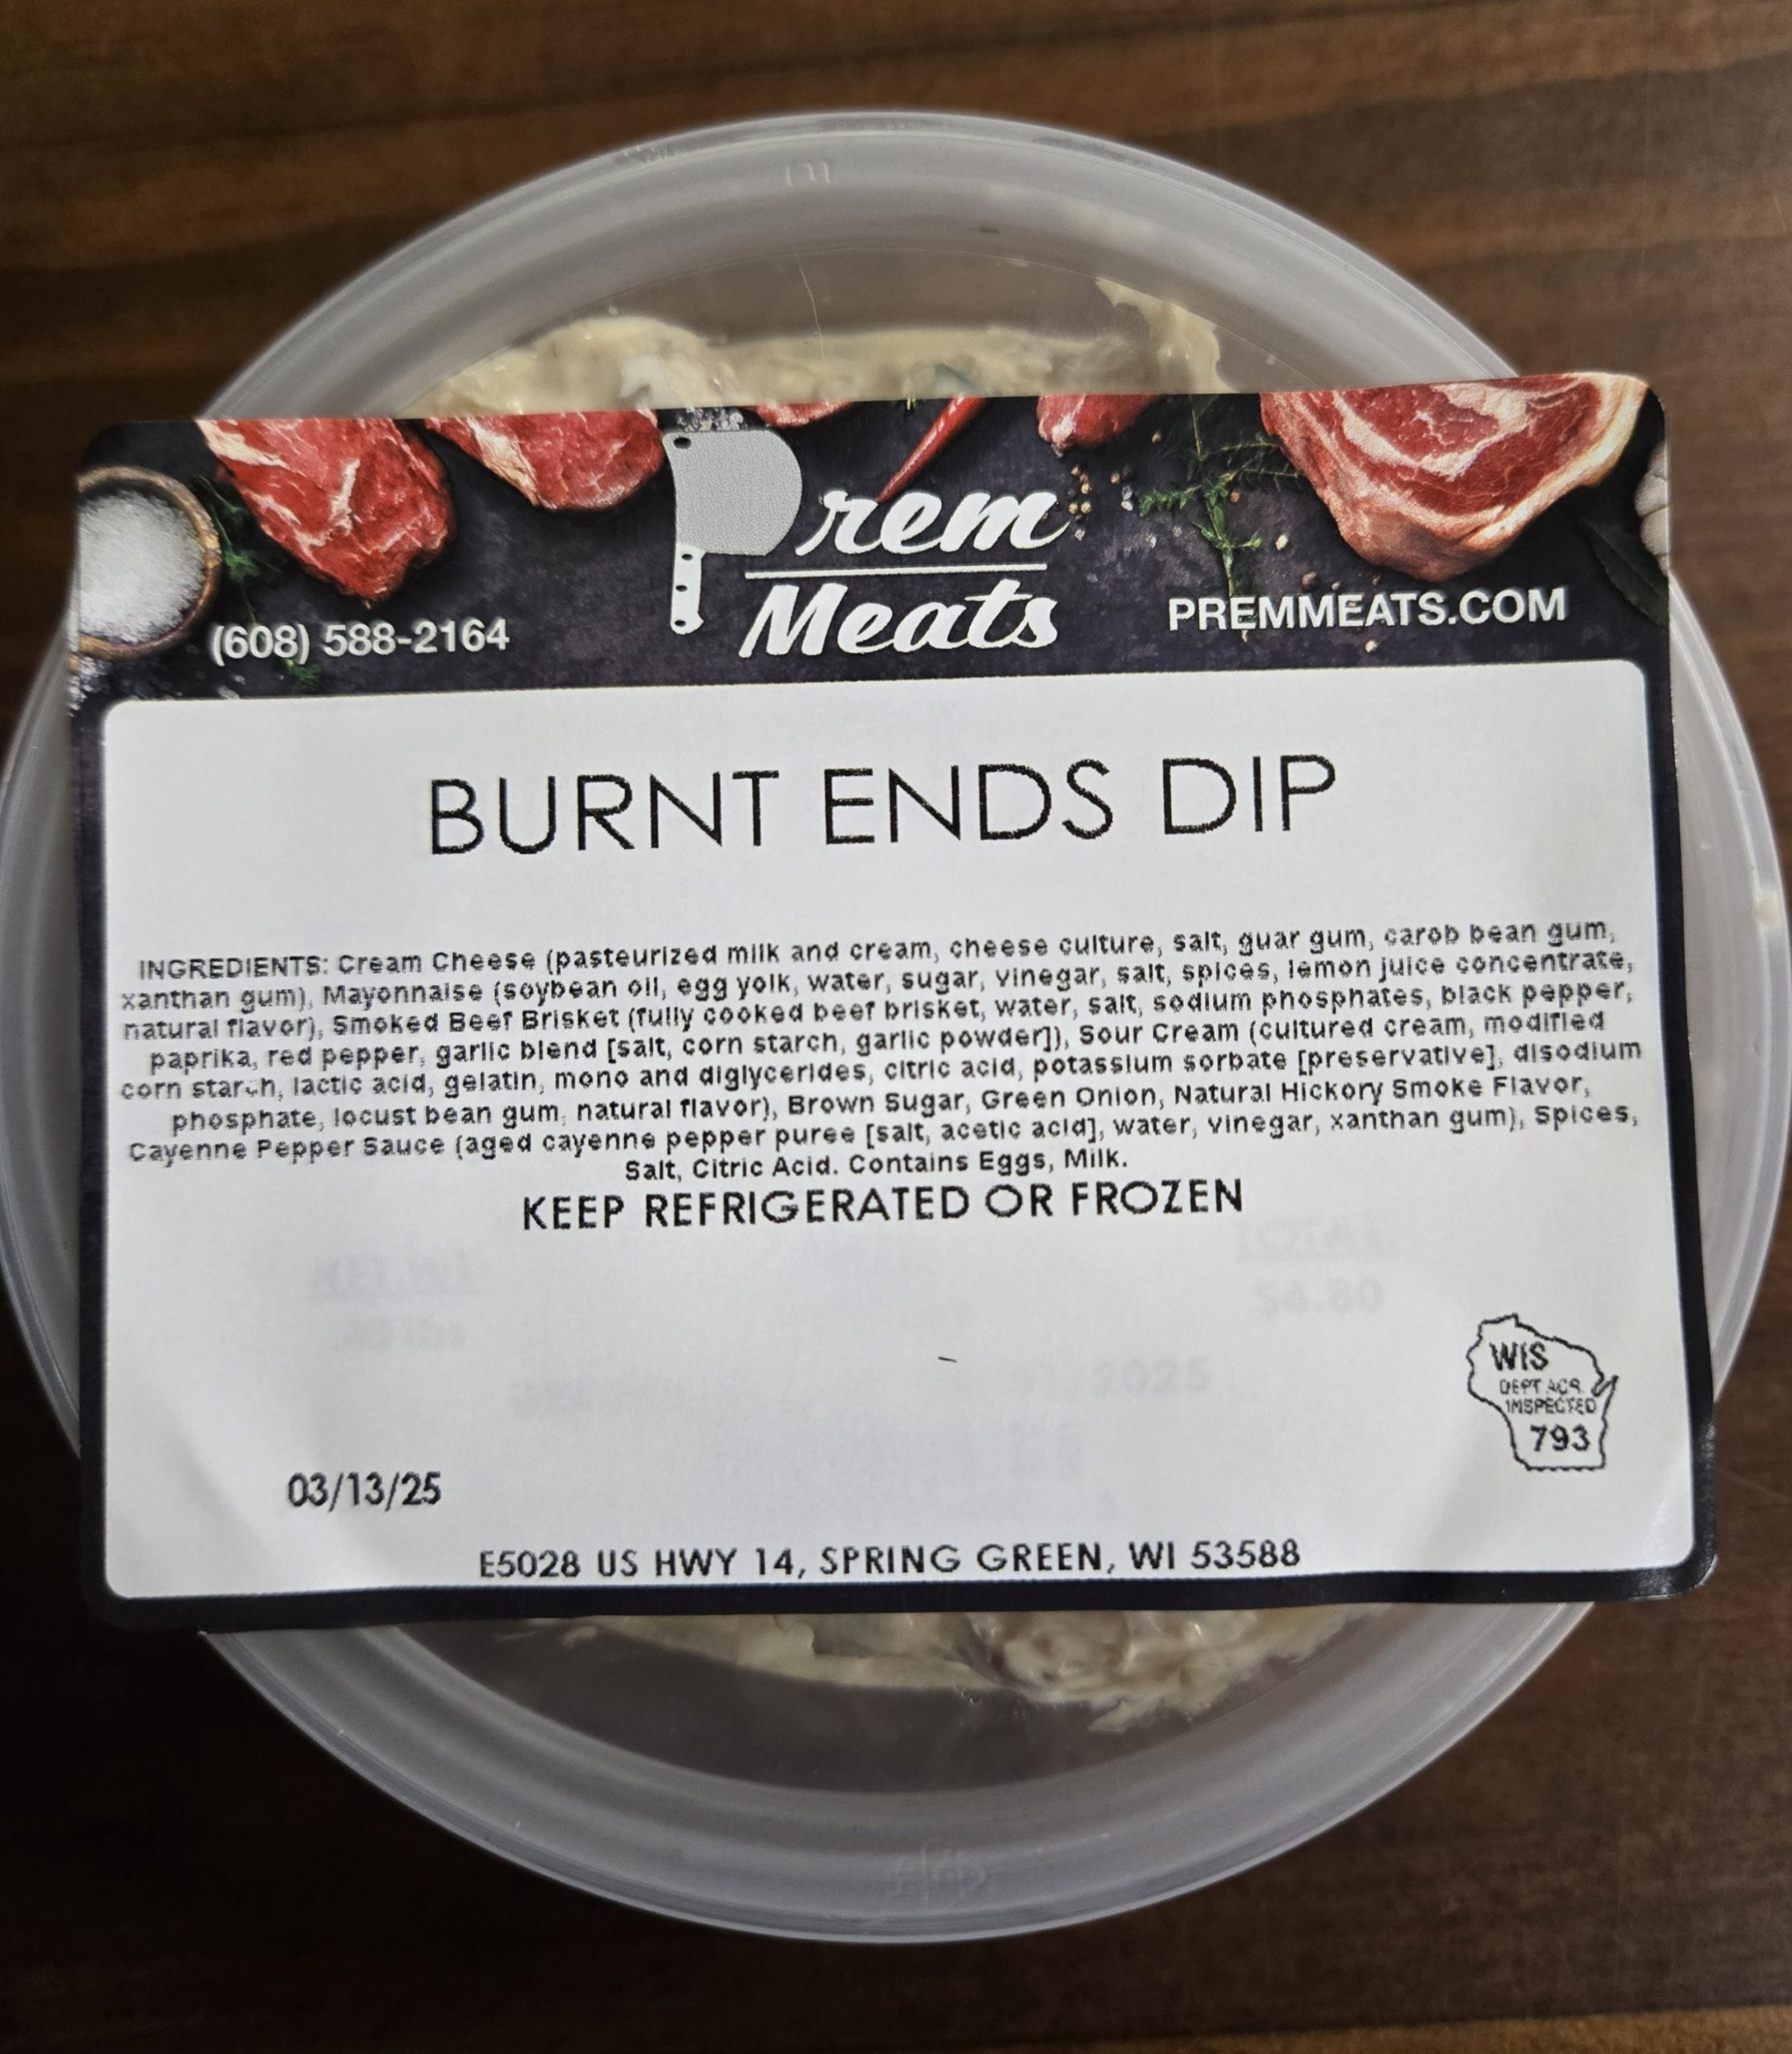 Prem
Meats
(608) 588-2164
PREMMEATS.COM
BURNT ENDS DIP
INGREDIENTS: Cream Cheese (pasteurized milk and cream, cheese culture, salt, guar gum, carob bean gum,
xanthan gum), Mayonnaise (soybean oil, egg yolk, water, sugar, vinegar, salt, spices, lemon juice concentrate,
natural flavor), Smoked Beef Brisket (fully cooked beef brisket, water, salt, sodium phosphates, black pepper,
paprika, red pepper, garlic blend [salt, corn starch, garlic powder]), Sour Cream (cultured cream, modified
corn starch, lactic acid, gelatin, mono and diglycerides, citric acid, potassium sorbate [preservative], disodium
phosphate, locust bean gum, natural flavor), Brown Sugar, Green Onion, Natural Hickory Smoke Flavor,
Cayenne Pepper Sauce (aged cayenne pepper puree [salt, acetic acid], water, vinegar, xanthan gum), Spices,
Salt, Citric Acid. Contains Eggs, Milk.
KEEP REFRIGERATED OR FROZEN
$4.80
2025
WIS
DEPT AGR.
INSPECTED
793
03/13/25
E5028 US HWY 14, SPRING GREEN, WI 53588